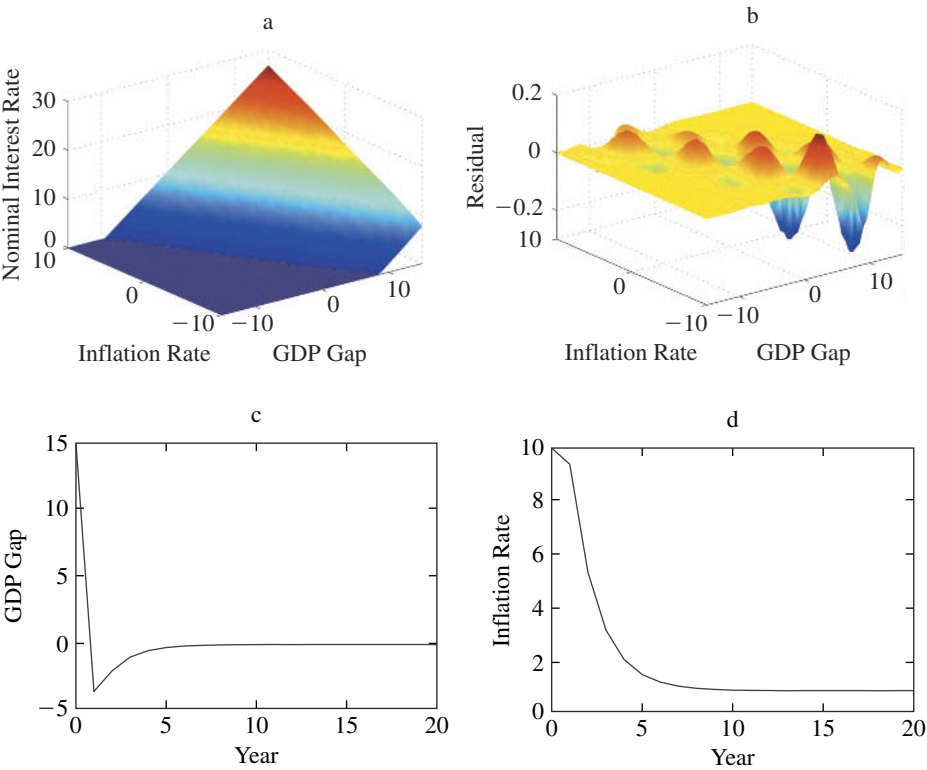 a
Nominal Interest Rate
30
20
10
0
10
0
−10
−10
0
10
Inflation Rate
GDP Gap
b
Residual
0.2
0
−0.2
10
0
−10
−10
0
10
Inflation Rate
GDP Gap
c
GDP Gap
15
10
5
0
−5
0 5 10 15 20
Year
d
Inflation Rate
10
8
6
4
2
0
0 5 10 15 20
Year